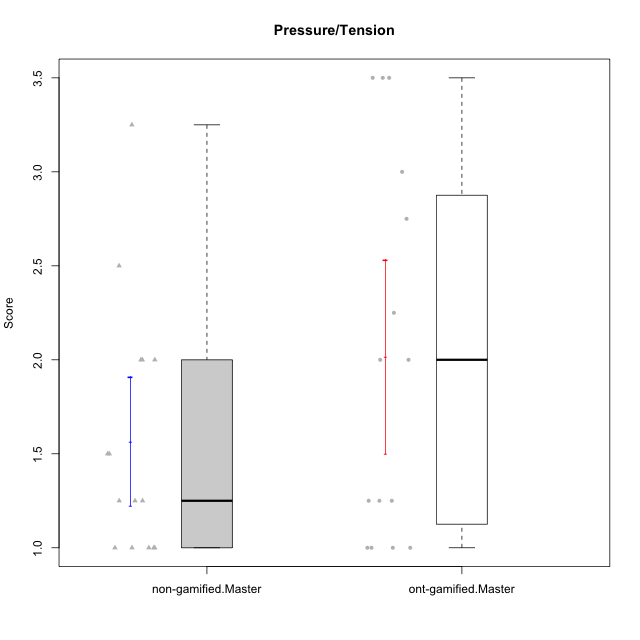 Pressure/Tension
3.5
3.0
2.5
2.0
1.5
1.0
Score
non-gamified.Master
ont-gamified.Master